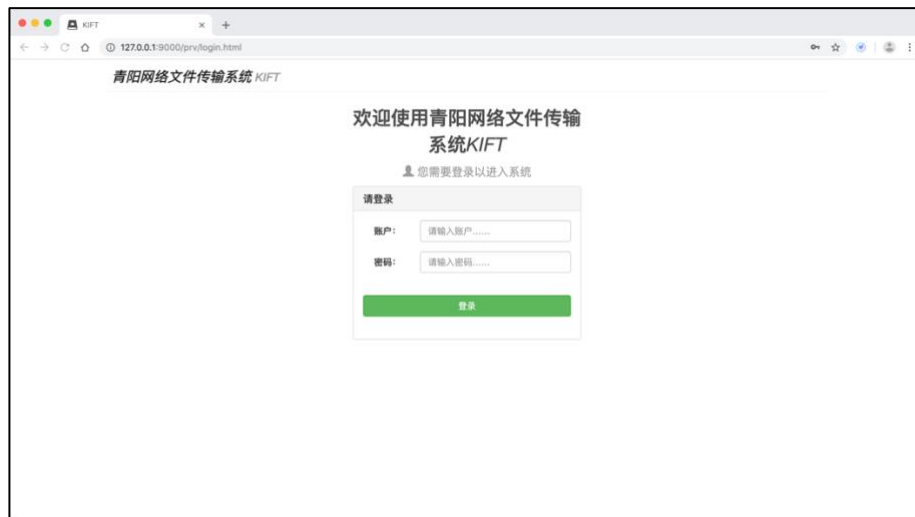 KIFT
127.0.0.1:9000/prv/login.html
青阳网络文件传输系统 KIFT
欢迎使用青阳网络文件传输
系统KIFT
您需要登录以进入系统
请登录
账户: 请输入账户......
密码: 请输入密码......
登录